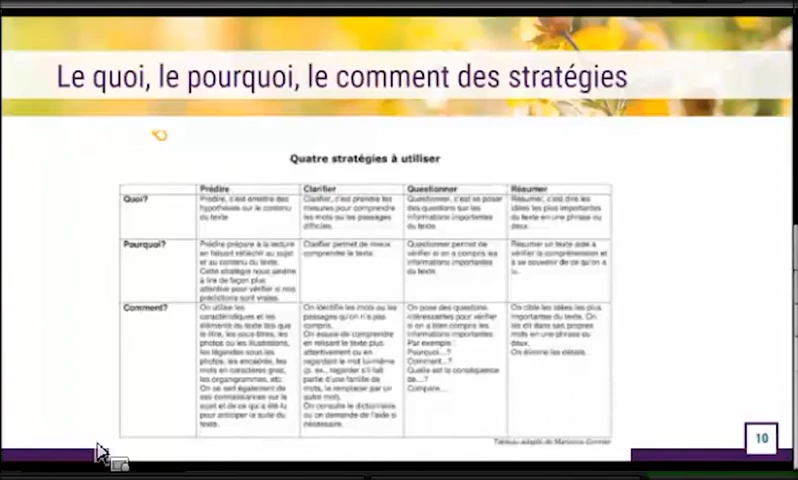 Le quoi, le pourquoi, le comment des stratégies
Quatre stratégies à utiliser
Prédire Clarifier Questionner Résumer
Quoi?
Prédire, c'est émettre des
hypothèses sur le contenu
du texte
Clarifier, c'est prendre les
mesures pour comprendre
les mots ou les passages
difficiles.
Questionner, c'est se poser
des questions sur les
informations importantes
du texte.
Résumer, c'est dire les
idées les plus importantes
du texte en une phrase ou
deux.
Pourquoi?
Prédire prépare à la lecture
en faisant réfléchir au sujet
et au contenu du texte.
Cette stratégie nous amène
à lire de façon plus
attentive pour vérifier si nos
prédictions sont vraies.
Clarifier permet de mieux
comprendre le texte.
Questionner permet de
vérifier si on a compris les
informations importantes
du texte.
Résumer un texte aide à
vérifier la compréhension et
à se souvenir de ce qu'on a
lu.
Comment?
On utilise les
caractéristiques et les
éléments du texte tels que
le titre, les sous-titres, les
photos ou les illustrations,
les légendes sous les
photos, les encadrés, les
mots en caractères gras,
les organigrammes, etc.
On se sert également de
ses connaissances sur le
sujet et de ce qui a été lu
pour anticiper la suite du
texte.
On identifie les mots ou les
passages qu'on n'a pas
compris.
On essaie de comprendre
en relisant le texte plus
attentivement ou en
regardant le mot lui-même
(p. ex., regarder s'il fait
partie d'une famille de
mots, le remplacer par un
autre mot).
On consulte le dictionnaire
ou on demande de l'aide si
nécessaire.
On pose des questions
intéressantes pour vérifier
si on a bien compris les
informations importantes.
Par exemple :
Pourquoi...?
Comment...?
Quelle est la conséquence
de...?
Compare...
On cible les idées les plus
importantes du texte. On
les dit dans ses propres
mots en une phrase ou
deux.
On élimine les détails.
Tableau adapté de
10